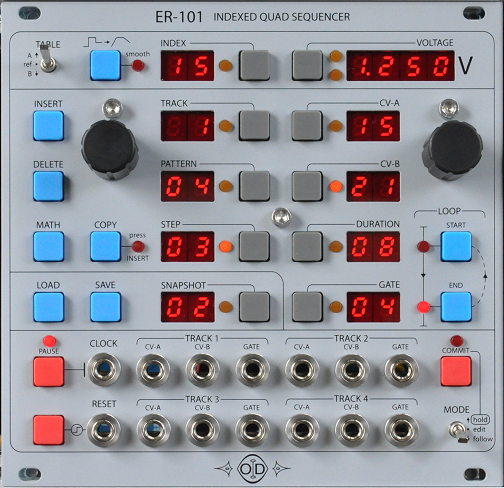 ER-101 INDEXED QUAD SEQUENCER
TABLE
A
ref
B
smooth
INDEX
15
VOLTAGE
1.250 V
INSERT
TRACK
1
CV-A
15
DELETE
PATTERN
04
CV-B
21
MATH
COPY
press
INSERT
STEP
03
DURATION
08
LOOP
START
END
LOAD
SAVE
SNAPSHOT
02
GATE
04
PAUSE
CLOCK
TRACK 1
CV-A CV-B GATE
TRACK 2
CV-A CV-B GATE
COMMIT
RESET
TRACK 3
CV-A CV-B GATE
TRACK 4
CV-A CV-B GATE
MODE
hold
edit
follow
OD